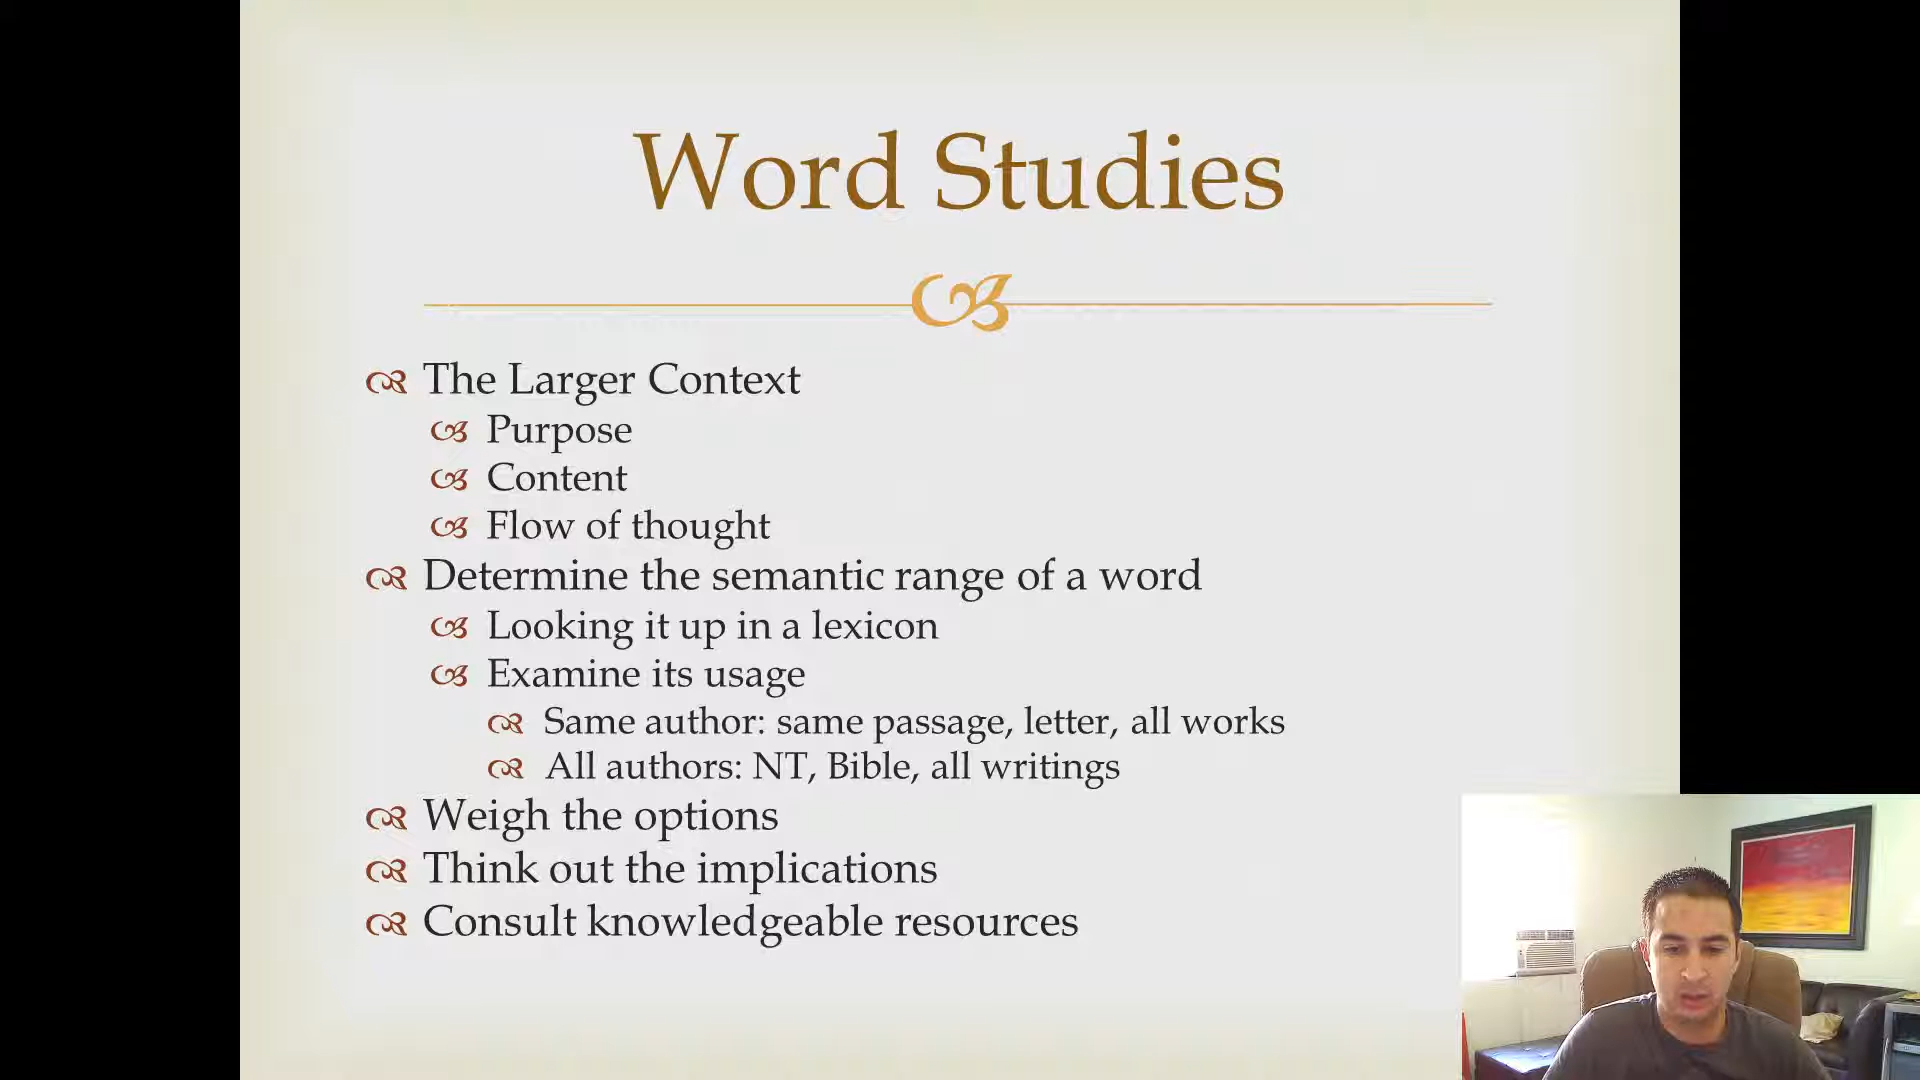 Word Studies
The Larger Context
Purpose
Content
Flow of thought
Determine the semantic range of a word
Looking it up in a lexicon
Examine its usage
Same author: same passage, letter, all works
All authors: NT, Bible, all writings
Weigh the options
Think out the implications
Consult knowledgeable resources